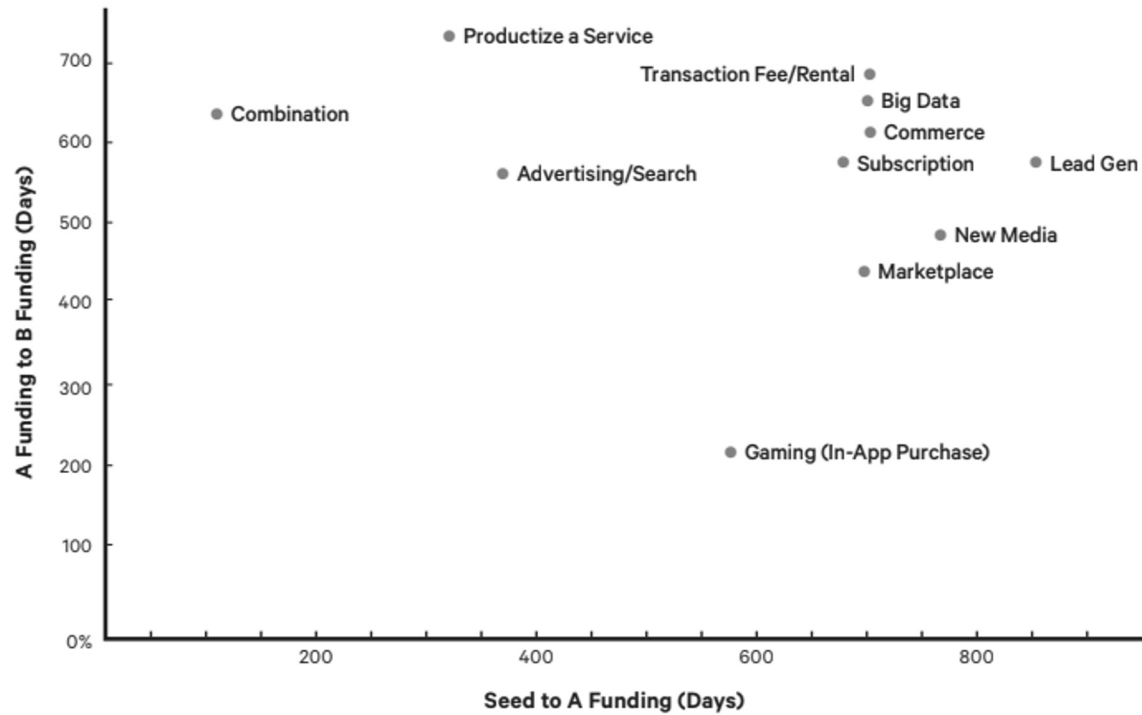 A Funding to B Funding (Days)
700
600
500
400
300
200
100
0%
Productize a Service
Transaction Fee/Rental
Big Data
Combination
Commerce
Subscription
Lead Gen
Advertising/Search
New Media
Marketplace
Gaming (In-App Purchase)
200
400
600
800
Seed to A Funding (Days)